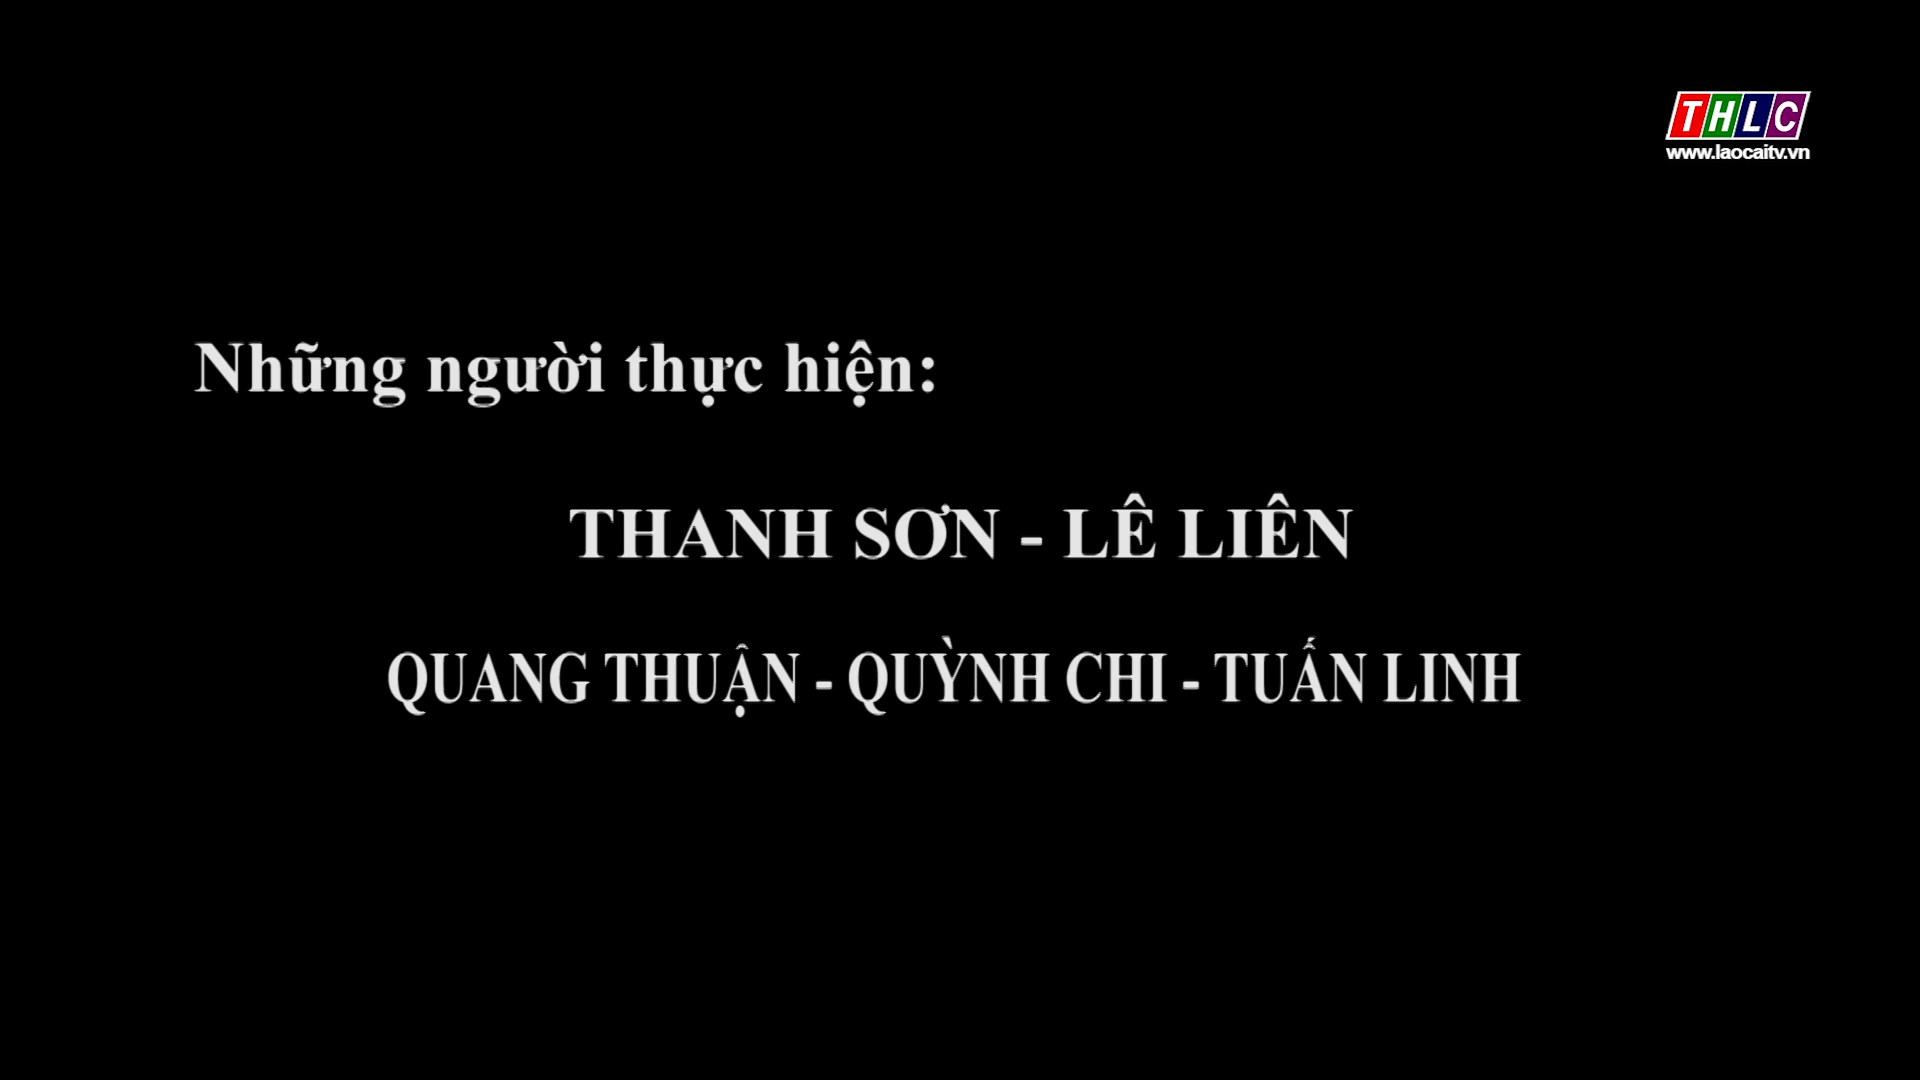 THLC
www.laocaitv.vn
Những người thực hiện:
THANH SƠN - LÊ LIÊN
QUANG THUẬN - QUỲNH CHI - TUẤN LINH